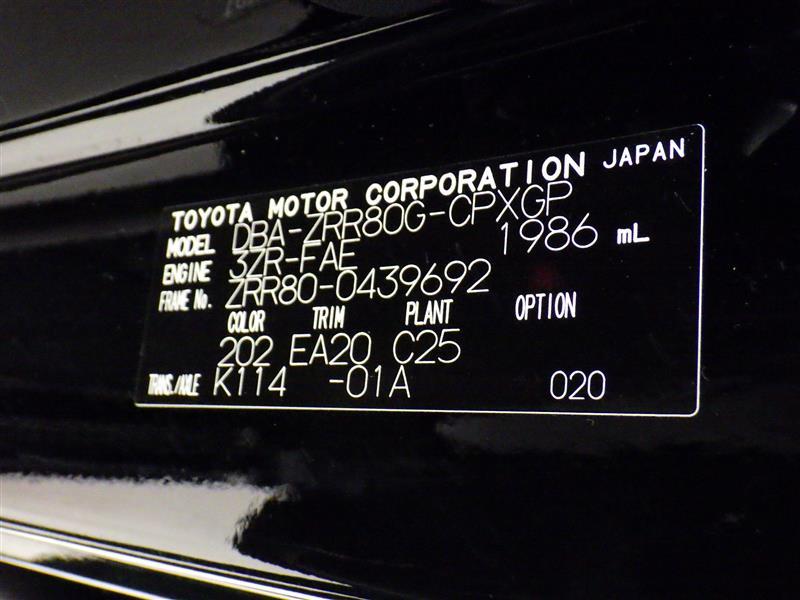 TOYOTA MOTOR CORPORATION JAPAN
MODEL DBA-ZRR80G-CPXGP
ENGINE 3ZR-FAE 1986 mL
FRAME No. ZRR80-0439692
COLOR TRIM PLANT OPTION
202 EA20 C25
TRANS./AXLE K114 -01A 020